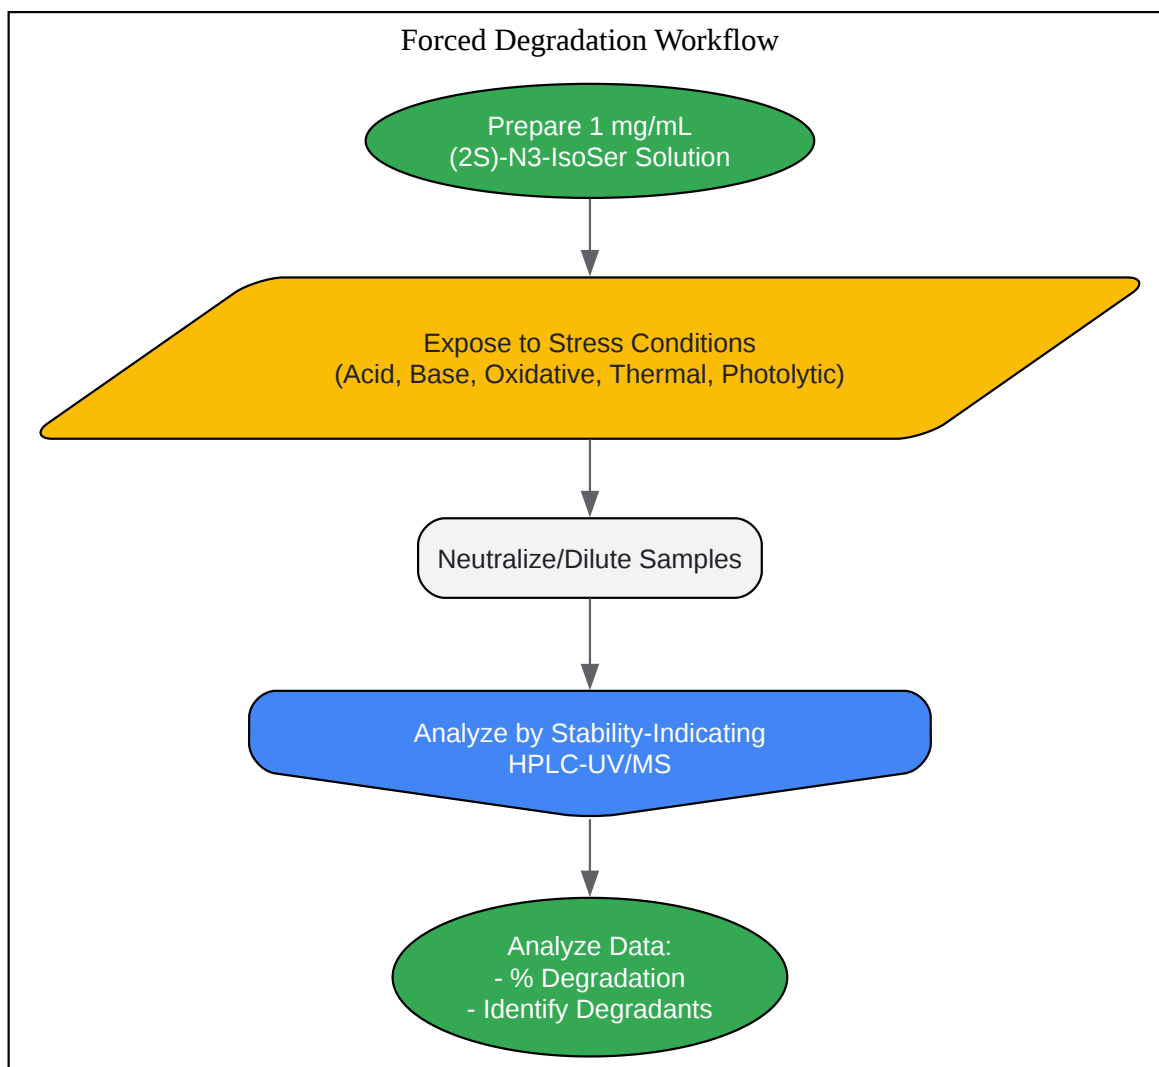 Forced Degradation Workflow
Prepare 1 mg/mL
(2S)-N3-IsoSer Solution
Expose to Stress Conditions
(Acid, Base, Oxidative, Thermal, Photolytic)
Neutralize/Dilute Samples
Analyze by Stability-Indicating
HPLC-UV/MS
Analyze Data:
- % Degradation
- Identify Degradants